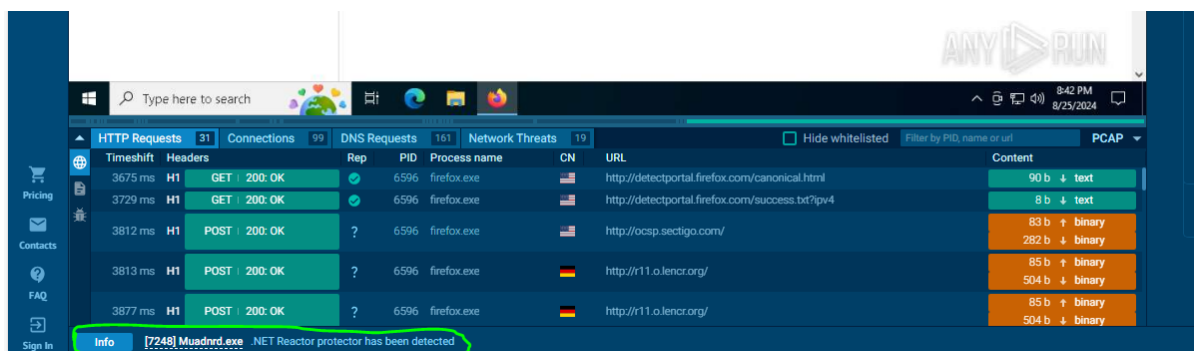 ANY RUN
Type here to search
8:42 PM
8/25/2024
HTTP Requests 31 Connections 99 DNS Requests 161 Network Threats 19 Hide whitelisted Filter by PID, name or url PCAP
Timeshift Headers Rep PID Process name CN URL Content
3675 ms H1 GET 200: OK 6596 firefox.exe http://detectportal.firefox.com/canonical.html 90 b ↓ text
3729 ms H1 GET 200: OK 6596 firefox.exe http://detectportal.firefox.com/success.txt?ipv4 8 b ↓ text
3812 ms H1 POST 200: OK ? 6596 firefox.exe http://ocsp.sectigo.com/ 83 b ↑ binary
282 b ↓ binary
3813 ms H1 POST 200: OK ? 6596 firefox.exe http://r11.o.lencr.org/ 85 b ↑ binary
504 b ↓ binary
3877 ms H1 POST 200: OK ? 6596 firefox.exe http://r11.o.lencr.org/ 85 b ↑ binary
504 b ↓ binary
Pricing
Contacts
FAQ
Sign In
Info [7248] Muadnrd.exe .NET Reactor protector has been detected